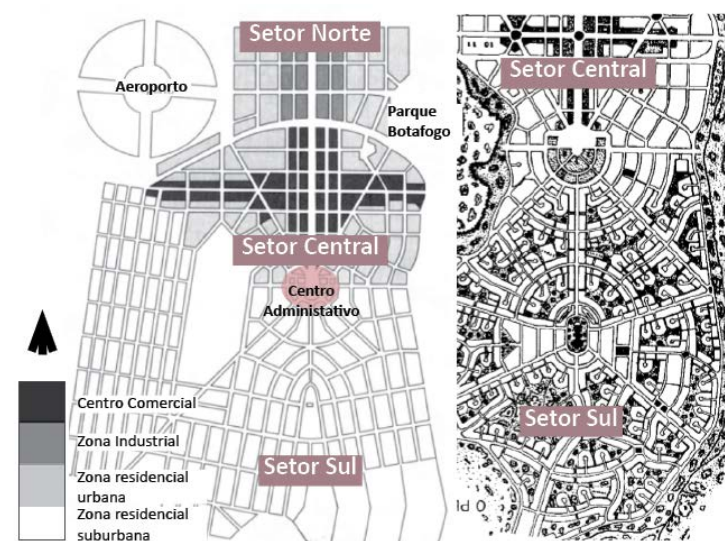 Setor Norte
Aeroporto
Parque
Botafogo
Setor Central
Centro
Administativo
Centro Comercial
Zona Industrial
Zona residencial
urbana
Zona residencial
suburbana
Setor Sul
Setor Central
Setor Sul